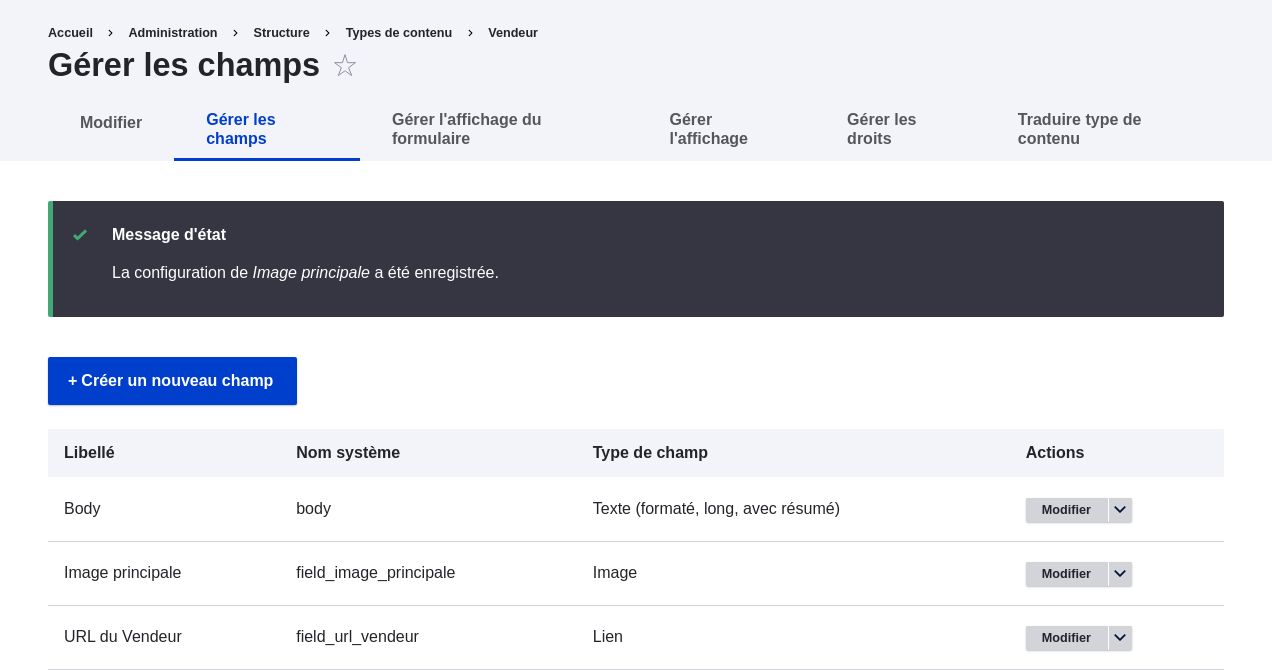 Accueil > Administration > Structure > Types de contenu > Vendeur
Gérer les champs ☆
Modifier
Gérer les
champs
Gérer l'affichage du
formulaire
Gérer
l'affichage
Gérer les
droits
Traduire type de
contenu
Message d'état
La configuration de Image principale a été enregistrée.
+ Créer un nouveau champ
Libellé Nom système Type de champ Actions
Body body Texte (formaté, long, avec résumé) Modifier
Image principale field_image_principale Image Modifier
URL du Vendeur field_url_vendeur Lien Modifier